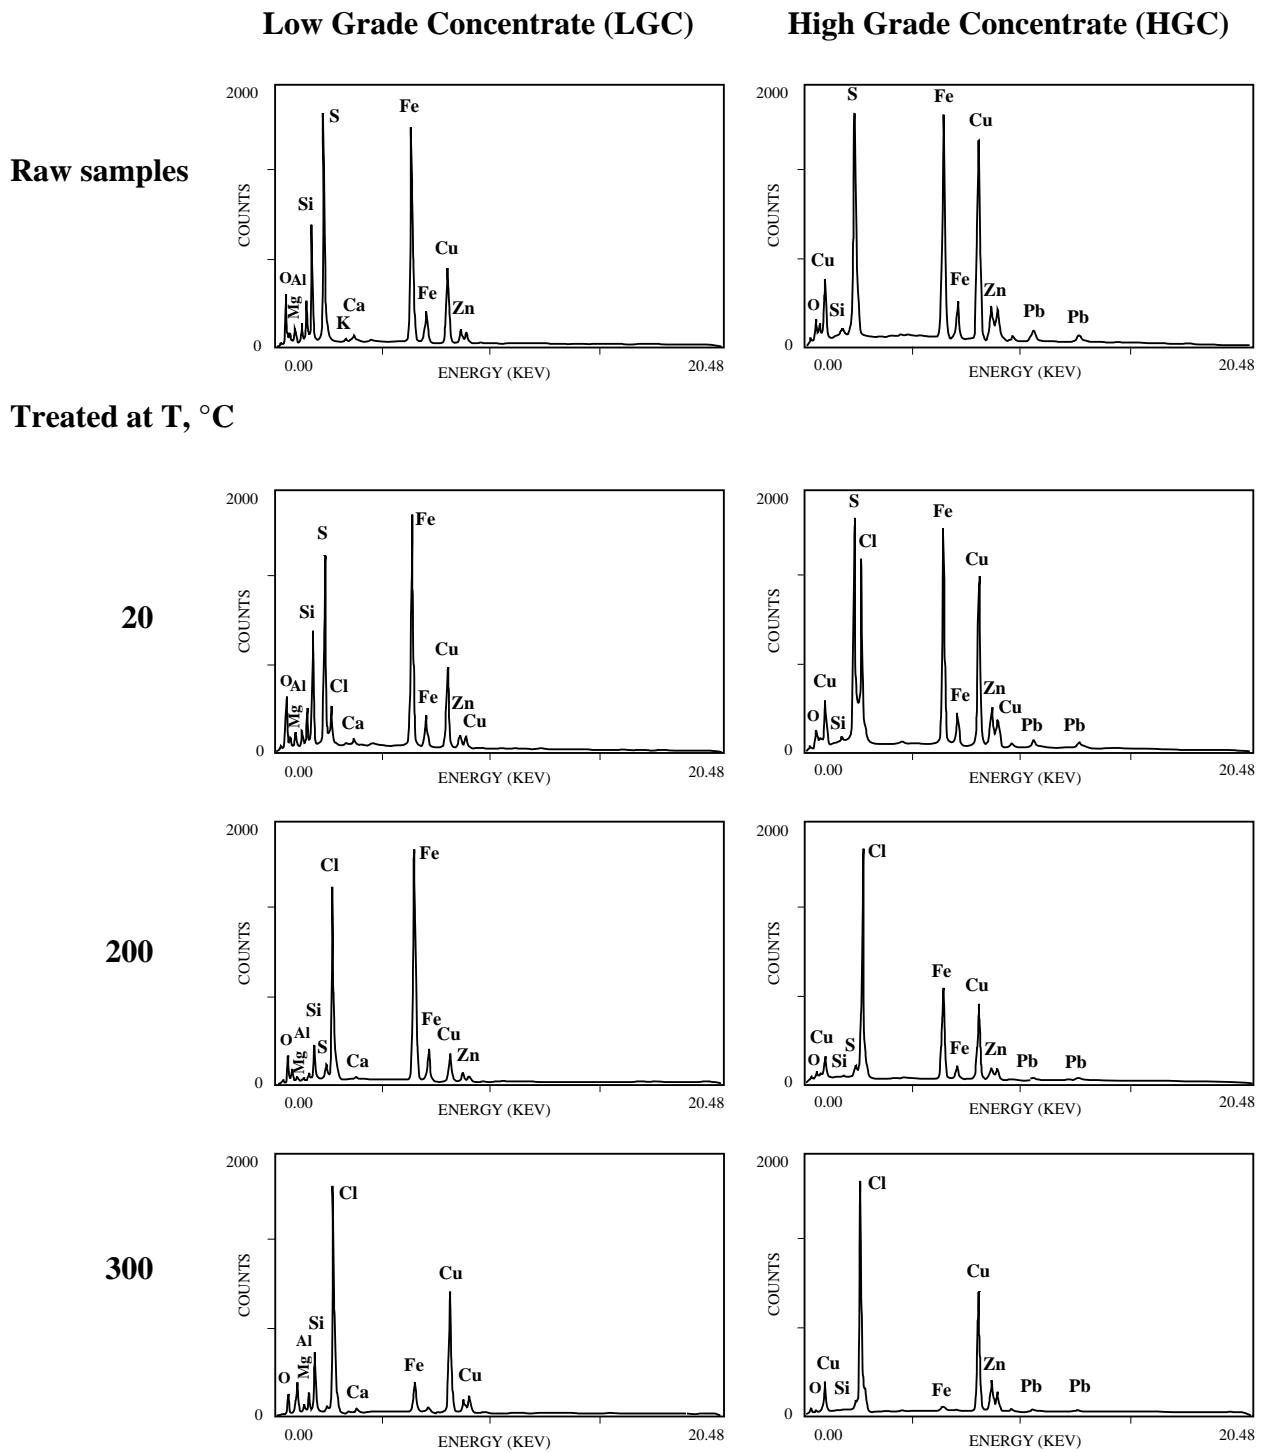 Low Grade Concentrate (LGC)
High Grade Concentrate (HGC)
Raw samples
2000
COUNTS
0
0.00
ENERGY (KEV)
20.48
O
Mg
Al
Si
S
K
Ca
Fe
Fe
Cu
Zn
2000
COUNTS
0
0.00
ENERGY (KEV)
20.48
O
Cu
Si
S
Fe
Fe
Cu
Zn
Pb
Pb
Treated at T, °C
20
2000
COUNTS
0
0.00
ENERGY (KEV)
20.48
O
Mg
Al
Si
S
Cl
Ca
Fe
Fe
Cu
Zn
Cu
2000
COUNTS
0
0.00
ENERGY (KEV)
20.48
O
Cu
Si
S
Cl
Fe
Fe
Cu
Zn
Cu
Pb
Pb
200
2000
COUNTS
0
0.00
ENERGY (KEV)
20.48
O
Mg
Al
Si
S
Cl
Ca
Fe
Fe
Cu
Zn
2000
COUNTS
0
0.00
ENERGY (KEV)
20.48
O
Cu
Si
S
Cl
Fe
Fe
Cu
Zn
Pb
Pb
300
2000
COUNTS
0
0.00
ENERGY (KEV)
20.48
O
Mg
Al
Si
Cl
Ca
Fe
Cu
Cu
2000
COUNTS
0
0.00
ENERGY (KEV)
20.48
O
Cu
Si
Cl
Fe
Cu
Zn
Pb
Pb